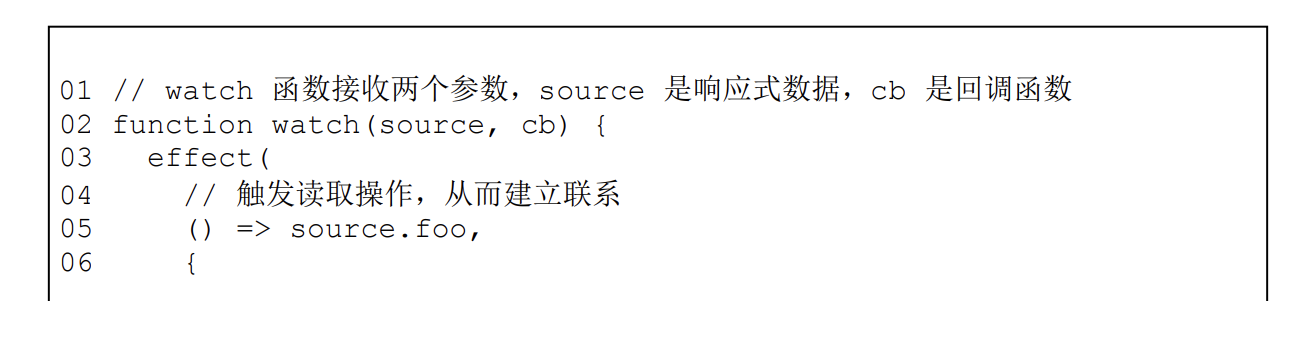 01 // watch 函数接收两个参数，source 是响应式数据，cb 是回调函数
02 function watch(source, cb) {
03   effect(
04     // 触发读取操作，从而建立联系
05     () => source.foo,
06     {